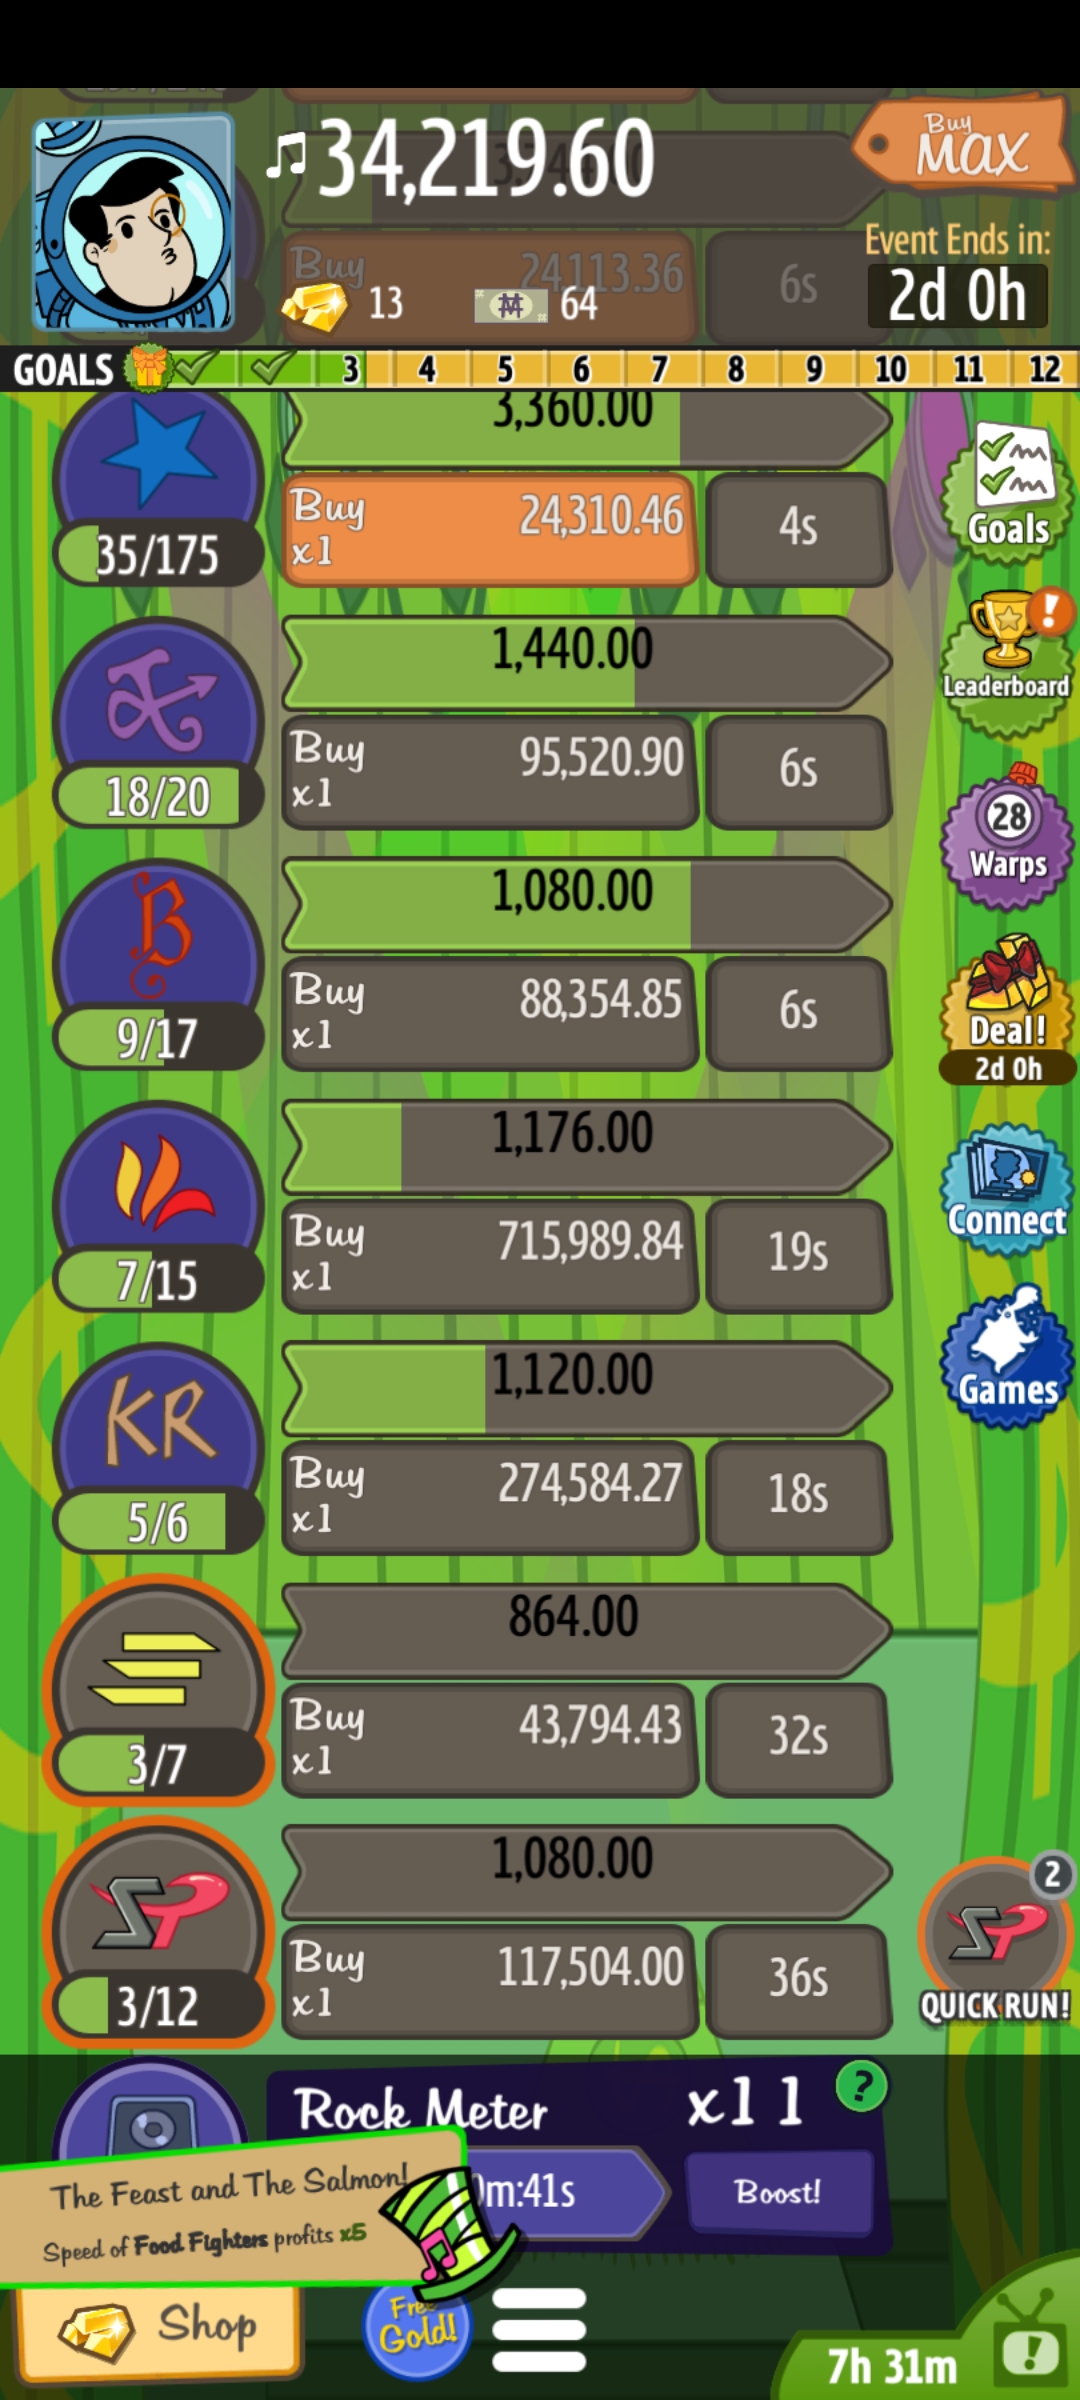 34,219.60
Buy
MAX
Buy
24,113.36
6s
Event Ends in:
2d 0h
13
64
GOALS
3
4
5
6
7
8
9
10
11
12
3,360.00
35/175
Buy
x1
24,310.46
4s
Goals
1,440.00
18/20
Buy
x1
95,520.90
6s
Leaderboard
28
Warps
1,080.00
B
9/17
Buy
x1
88,354.85
6s
Deal!
2d 0h
1,176.00
7/15
Buy
x1
715,989.84
19s
Connect
1,120.00
KR
5/6
Buy
x1
274,584.27
18s
Games
864.00
3/7
Buy
x1
43,794.43
32s
1,080.00
SP
3/12
Buy
x1
117,504.00
36s
2
SP
QUICK RUN!
Rock Meter
x11
?
m:41s
Boost!
The Feast and The Salmon!
Speed of Food Fighters profits x5
Shop
Free
Gold!
7h 31m